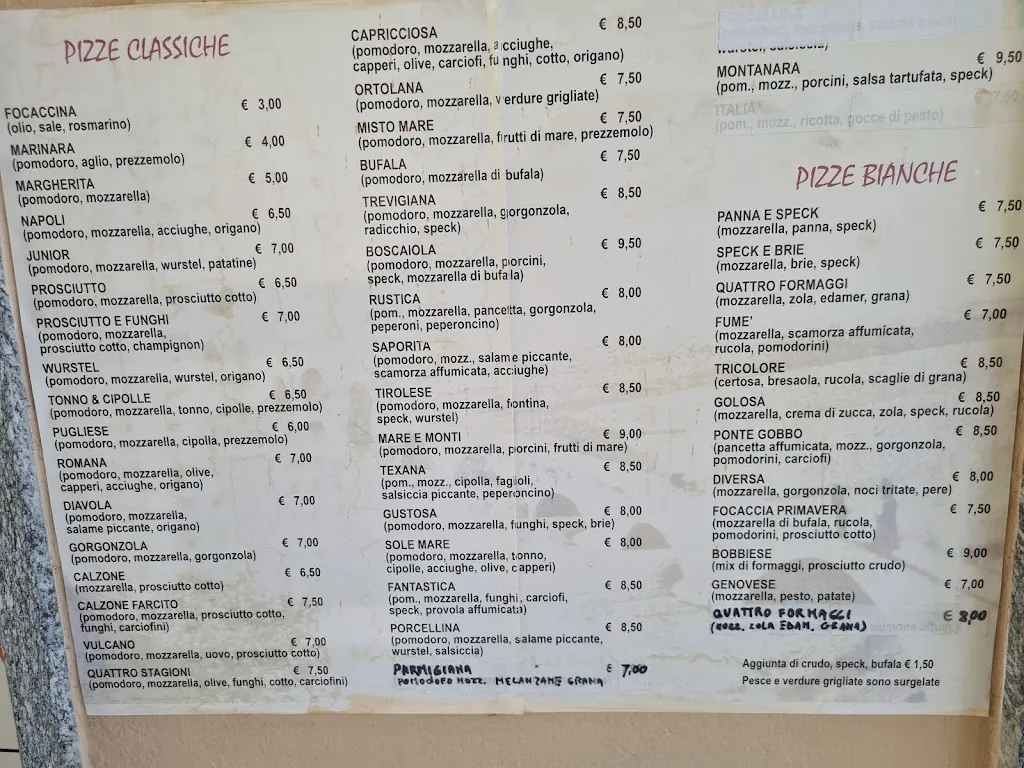 PIZZE CLASSICHE
FOCACCINA € 3,00
(olio, sale, rosmarino)
MARINARA € 4,00
(pomodoro, aglio, prezzemolo)
MARGHERITA € 5,00
(pomodoro, mozzarella)
NAPOLI € 6,50
(pomodoro, mozzarella, acciughe, origano)
JUNIOR € 7,00
(pomodoro, mozzarella, wurstel, patatine)
PROSCIUTTO € 6,50
(pomodoro, mozzarella, prosciutto cotto)
PROSCIUTTO E FUNGHI € 7,00
(pomodoro, mozzarella,
prosciutto cotto, champignon)
WURSTEL € 6,50
(pomodoro, mozzarella, wurstel, origano)
TONNO & CIPOLLE € 6,50
(pomodoro, mozzarella, tonno, cipolle, prezzemolo)
PUGLIESE € 6,00
(pomodoro, mozzarella, cipolla, prezzemolo)
ROMANA € 7,00
(pomodoro, mozzarella, olive,
capperi, acciughe, origano)
DIAVOLA € 7,00
(pomodoro, mozzarella,
salame piccante, origano)
GORGONZOLA € 7,00
(pomodoro, mozzarella, gorgonzola)
CALZONE € 6,50
(mozzarella, prosciutto cotto)
CALZONE FARCITO € 7,50
(pomodoro, mozzarella, prosciutto cotto,
funghi, carciofini)
VULCANO € 7,00
(pomodoro, mozzarella, uovo, prosciutto cotto)
QUATTRO STAGIONI € 7,50
(pomodoro, mozzarella, olive, funghi, cotto, carciofini)
CAPRICCIOSA € 8,50
(pomodoro, mozzarella, acciughe,
capperi, olive, carciofi, funghi, cotto, origano)
ORTOLANA € 7,50
(pomodoro, mozzarella, verdure grigliate)
MISTO MARE € 7,50
(pomodoro, mozzarella, frutti di mare, prezzemolo)
BUFALA € 7,50
(pomodoro, mozzarella di bufala)
TREVIGIANA € 8,50
(pomodoro, mozzarella, gorgonzola,
radicchio, speck)
BOSCAIOLA € 9,50
(pomodoro, mozzarella, porcini,
speck, mozzarella di bufala)
RUSTICA € 8,00
(pom., mozzarella, pancetta, gorgonzola,
peperoni, peperoncino)
SAPORITA € 8,00
(pomodoro, mozz., salame piccante,
scamorza affumicata, acciughe)
TIROLESE € 8,50
(pomodoro, mozzarella, fontina,
speck, wurstel)
MARE E MONTI € 9,00
(pomodoro, mozzarella, porcini, frutti di mare)
TEXANA € 8,50
(pom., mozz., cipolla, fagioli,
salsiccia piccante, peperoncino)
GUSTOSA € 8,00
(pomodoro, mozzarella, funghi, speck, brie)
SOLE MARE € 8,00
(pomodoro, mozzarella, tonno,
cipolle, acciughe, olive, capperi)
FANTASTICA € 8,50
(pom., mozzarella, funghi, carciofi,
speck, provola affumicata)
PORCELLINA € 8,50
(pomodoro, mozzarella, salame piccante,
wurstel, salsiccia)
PARMIGIANA € 7,00
POMODORO MOZZ. MELANZANE GRANA
PORCELLINA
wurstel, salsiccia)
MONTANARA € 9,50
(pom., mozz., porcini, salsa tartufata, speck)
ITALIA € 7,50
(pom., mozz., ricotta, gocce di pesto)
PIZZE BIANCHE
PANNA E SPECK € 7,50
(mozzarella, panna, speck)
SPECK E BRIE € 7,50
(mozzarella, brie, speck)
QUATTRO FORMAGGI € 7,50
(mozzarella, zola, edamer, grana)
FUME' € 7,00
(mozzarella, scamorza affumicata,
rucola, pomodorini)
TRICOLORE € 8,50
(certosa, bresaola, rucola, scaglie di grana)
GOLOSA € 8,50
(mozzarella, crema di zucca, zola, speck, rucola)
PONTE GOBBO € 8,50
(pancetta affumicata, mozz., gorgonzola,
pomodorini, carciofi)
DIVERSA € 8,00
(mozzarella, gorgonzola, noci tritate, pere)
FOCACCIA PRIMAVERA € 7,50
(mozzarella di bufala, rucola,
pomodorini, prosciutto cotto)
BOBBIESE € 9,00
(mix di formaggi, prosciutto crudo)
GENOVESE € 7,00
(mozzarella, pesto, patate)
QUATTRO FORMAGGI € 8,00
(MOZZ. ZOLA EDAM. GRANA)
Aggiunta di crudo, speck, bufala € 1,50
Pesce e verdure grigliate sono surgelate